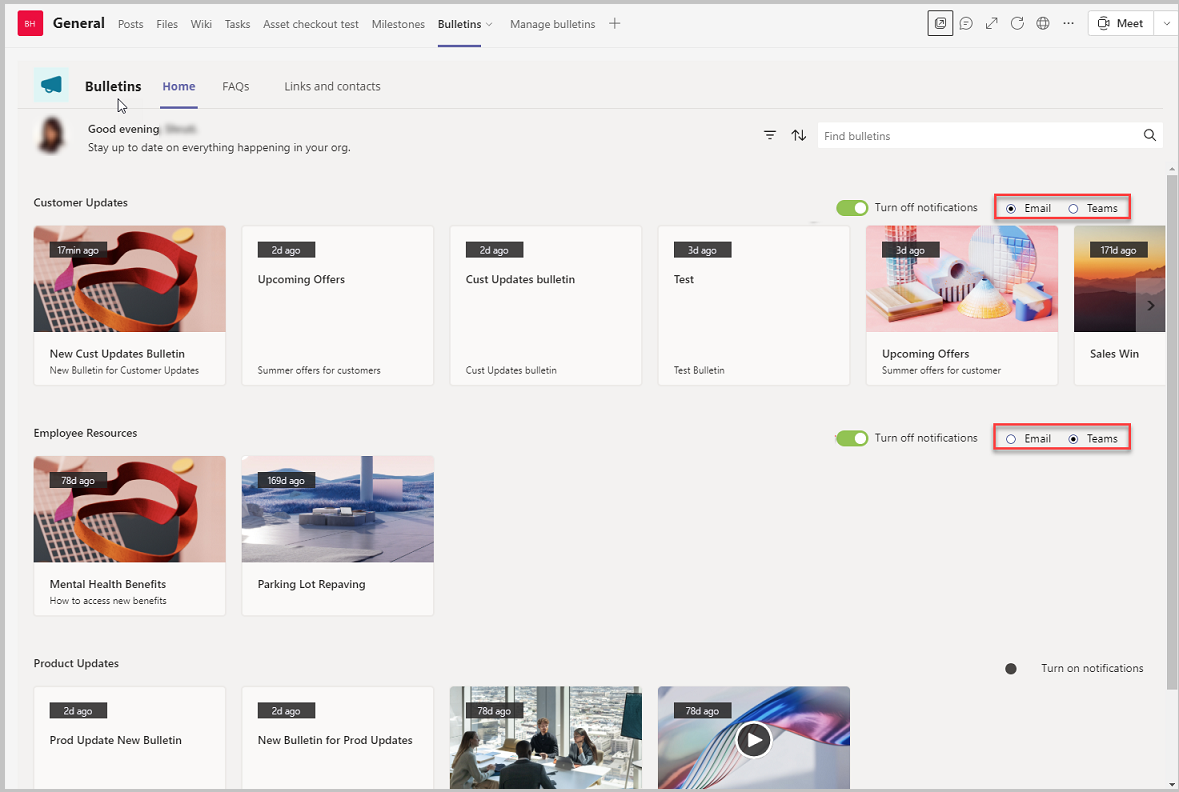 BH General Posts Files Wiki Tasks Asset checkout test Milestones Bulletins Manage bulletins Meet
Bulletins Home FAQs Links and contacts
Good evening
Stay up to date on everything happening in your org.
Find bulletins
Customer Updates
Turn off notifications Email Teams
17min ago
New Cust Updates Bulletin
New Bulletin for Customer Updates
2d ago
Upcoming Offers
Summer offers for customers
2d ago
Cust Updates bulletin
Cust Updates bulletin
3d ago
Test
Test Bulletin
3d ago
Upcoming Offers
Summer offers for customer
171d ago
Sales Win
Employee Resources
Turn off notifications Email Teams
78d ago
Mental Health Benefits
How to access new benefits
169d ago
Parking Lot Repaving
Product Updates
Turn on notifications
2d ago
Prod Update New Bulletin
2d ago
New Bulletin for Prod Updates
78d ago
78d ago